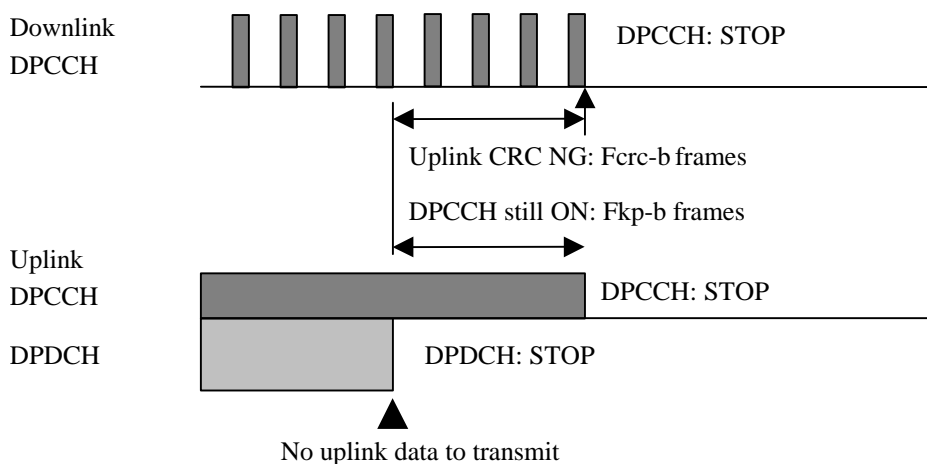 Downlink
DPCCH
DPCCH: STOP
Uplink CRC NG: Fcrc-b frames
DPCCH still ON: Fkp-b frames
Uplink
DPCCH
DPCCH: STOP
DPDCH
DPDCH: STOP
No uplink data to transmit